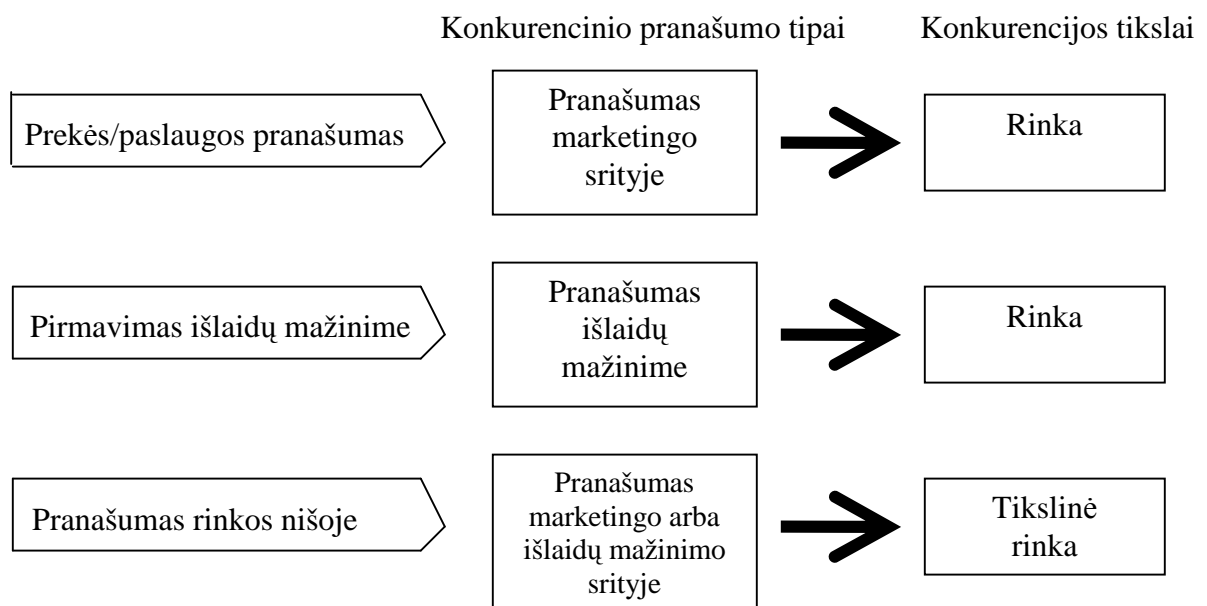 Konkurencinio pranašumo tipai
Konkurencijos tikslai
Prekės/paslaugos pranašumas
Pranašumas
marketingo
srityje
Rinka
Pirmavimas išlaidų mažinime
Pranašumas
išlaidų
mažinime
Rinka
Pranašumas rinkos nišoje
Pranašumas
marketingo arba
išlaidų mažinimo
srityje
Tikslinė
rinka